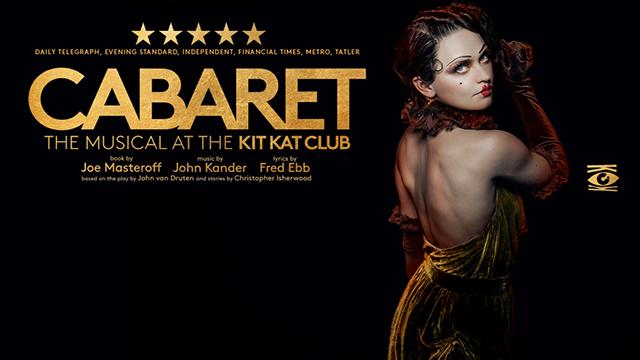 DAILY TELEGRAPH, EVENING STANDARD, INDEPENDENT, FINANCIAL TIMES, METRO, TATLER
CABARET
THE MUSICAL AT THE KIT KAT CLUB
book by music by lyrics by
Joe Masteroff John Kander Fred Ebb
based on the play by John van Druten and stories by Christopher Isherwood